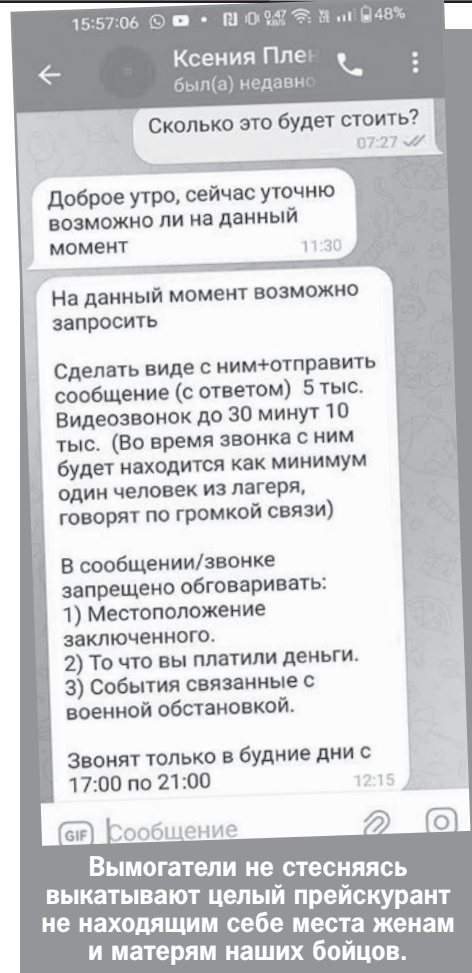 15:57:06 0,47 KB/S 48%
Ксения Плен
был(а) недавно
Сколько это будет стоить?
07:27
Доброе утро, сейчас уточню
возможно ли на данный
момент
11:30
На данный момент возможно
запросить
Сделать виде с ним+отправить
сообщение (с ответом) 5 тыс.
Видеозвонок до 30 минут 10
тыс. (Во время звонка с ним
будет находится как минимум
один человек из лагеря,
говорят по громкой связи)
В сообщении/звонке
запрещено обговаривать:
1) Местоположение
заключенного.
2) То что вы платили деньги.
3) События связанные с
военной обстановкой.
Звонят только в будние дни с
17:00 по 21:00
12:15
GIF Сообщение
Вымогатели не стесняясь
выкатывают целый прейскурант
не находящим себе места женам
и матерям наших бойцов.